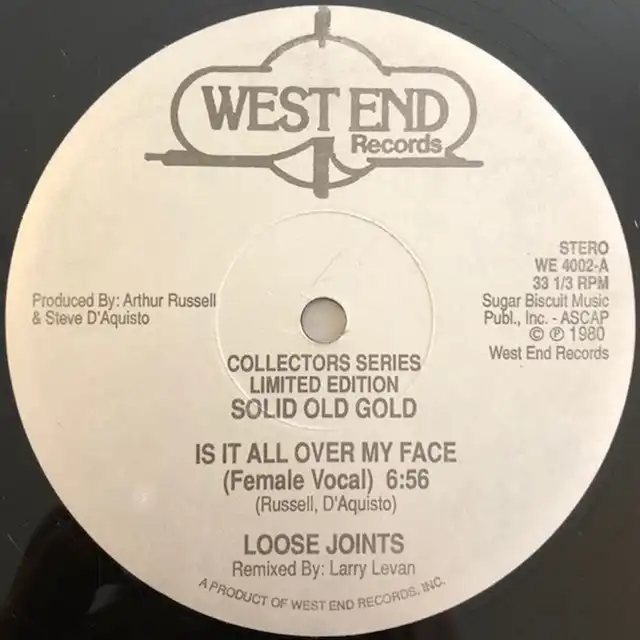 WEST END
Records
STERO
WE 4002-A
33 1/3 RPM
Sugar Biscuit Music
Publ., Inc. - ASCAP
© ℗ 1980
West End Records
Produced By: Arthur Russell
& Steve D'Aquisto
COLLECTORS SERIES
LIMITED EDITION
SOLID OLD GOLD
IS IT ALL OVER MY FACE
(Female Vocal) 6:56
(Russell, D'Aquisto)
LOOSE JOINTS
Remixed By: Larry Levan
A PRODUCT OF WEST END RECORDS, INC.